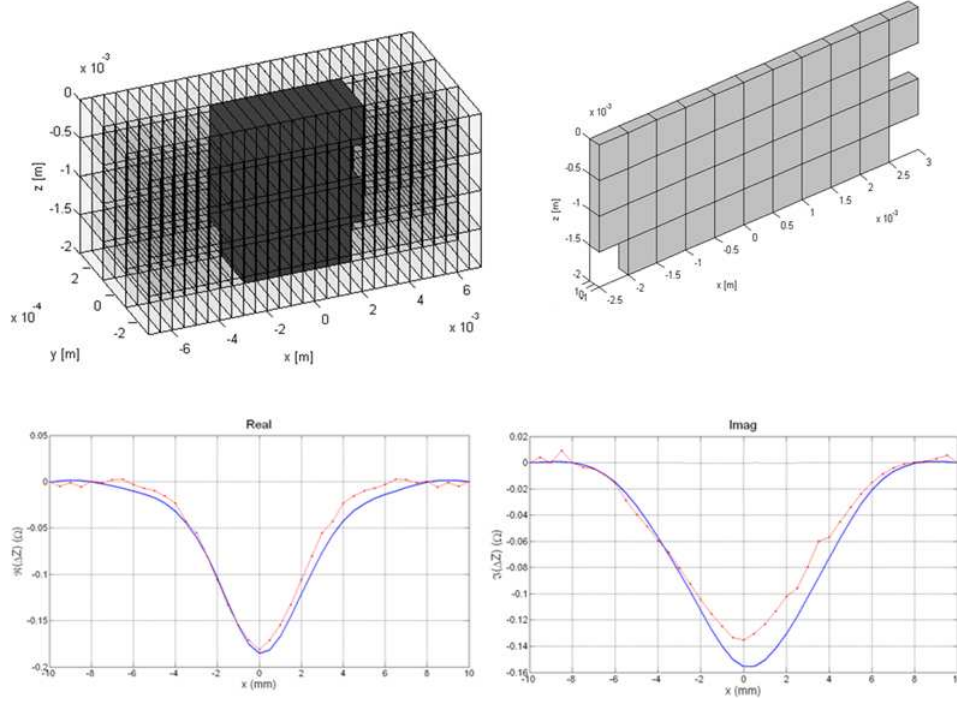 x 10⁻³
0
-0.5
-1
-1.5
-2
z [m]
2
0
-2
x 10⁻⁴
y [m]
-6 -4 -2 0 2 4 6
x 10⁻³
x [m]
x 10⁻³
0
-0.5
-1
-1.5
-2
z [m]
-2.5 -2 -1.5 -1 -0.5 0 0.5 1 1.5 2 2.5 3
x 10⁻³
x [m]
Real
0.05
0
-0.05
-0.1
-0.15
-0.2
ℜ(ΔZ) (Ω)
-10 -8 -6 -4 -2 0 2 4 6 8 10
x (mm)
Imag
0.02
0
-0.02
-0.04
-0.06
-0.08
-0.1
-0.12
-0.14
-0.16
ℑ(ΔZ) (Ω)
-10 -8 -6 -4 -2 0 2 4 6 8 10
x (mm)